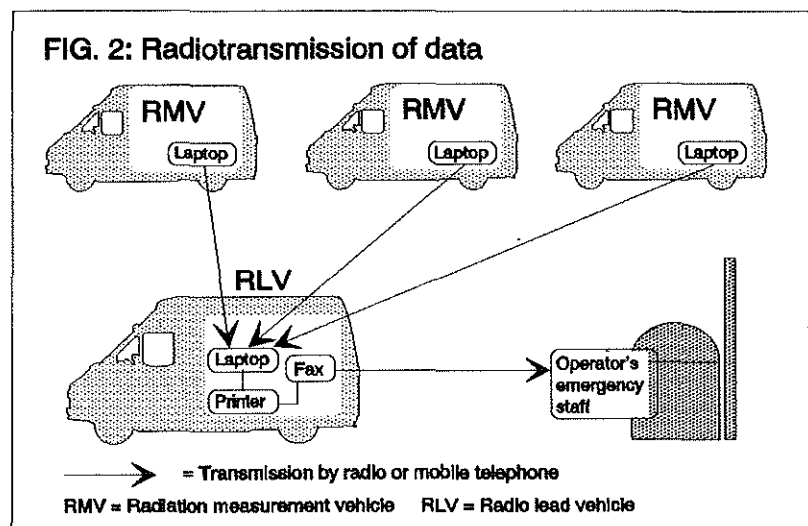 FIG. 2: Radiotransmission of data
RMV
Laptop
RMV
Laptop
RMV
Laptop
RLV
Laptop
Fax
Printer
Operator's
emergency
staff
= Transmission by radio or mobile telephone
RMV = Radiation measurement vehicle RLV = Radio lead vehicle